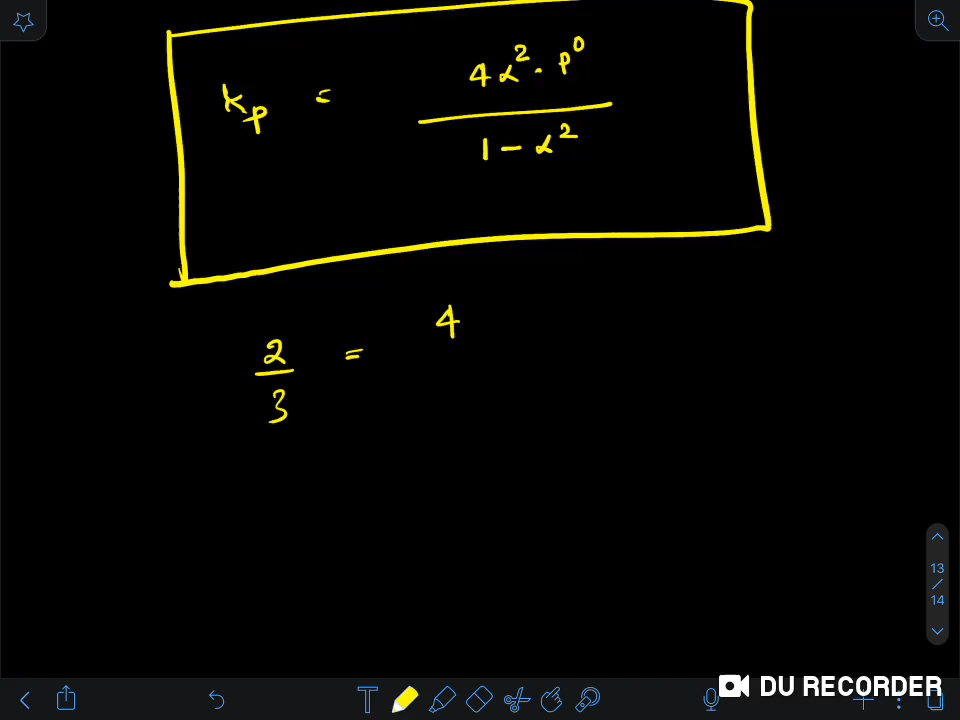 Kp = 4α² · P⁰ / 1 - α²
2/3 = 4
13 / 14
T
DU RECORDER